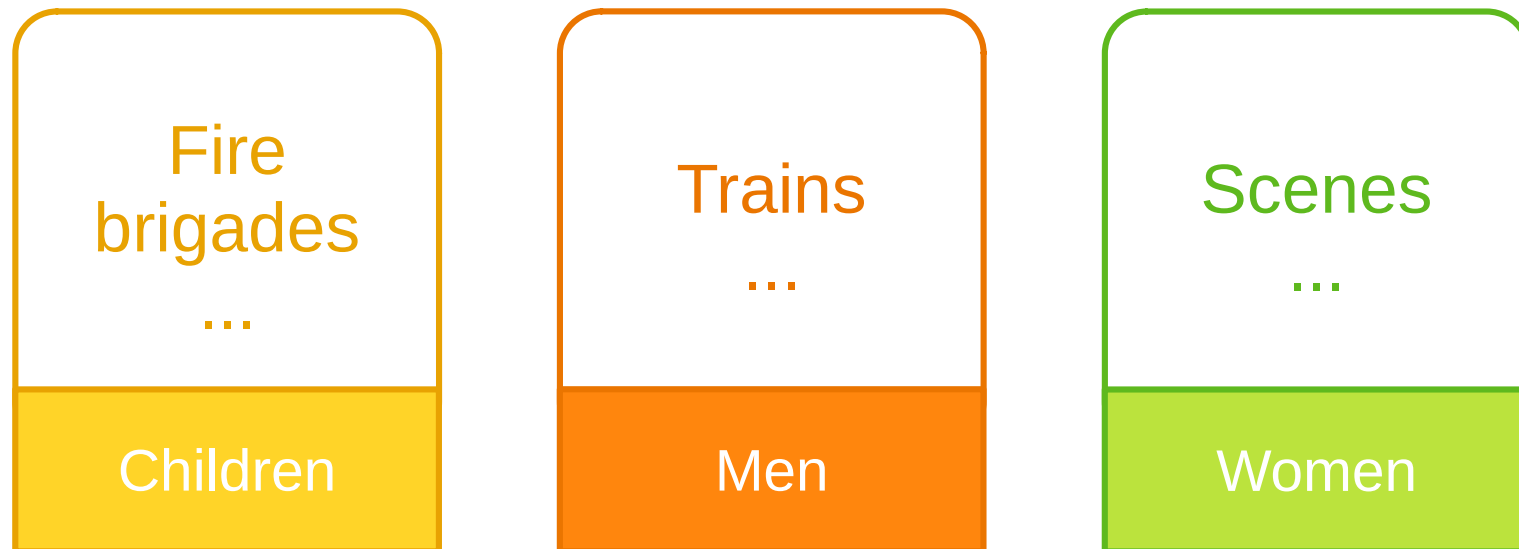 Fire
brigades
...
Children
Trains
...
Men
Scenes
...
Women